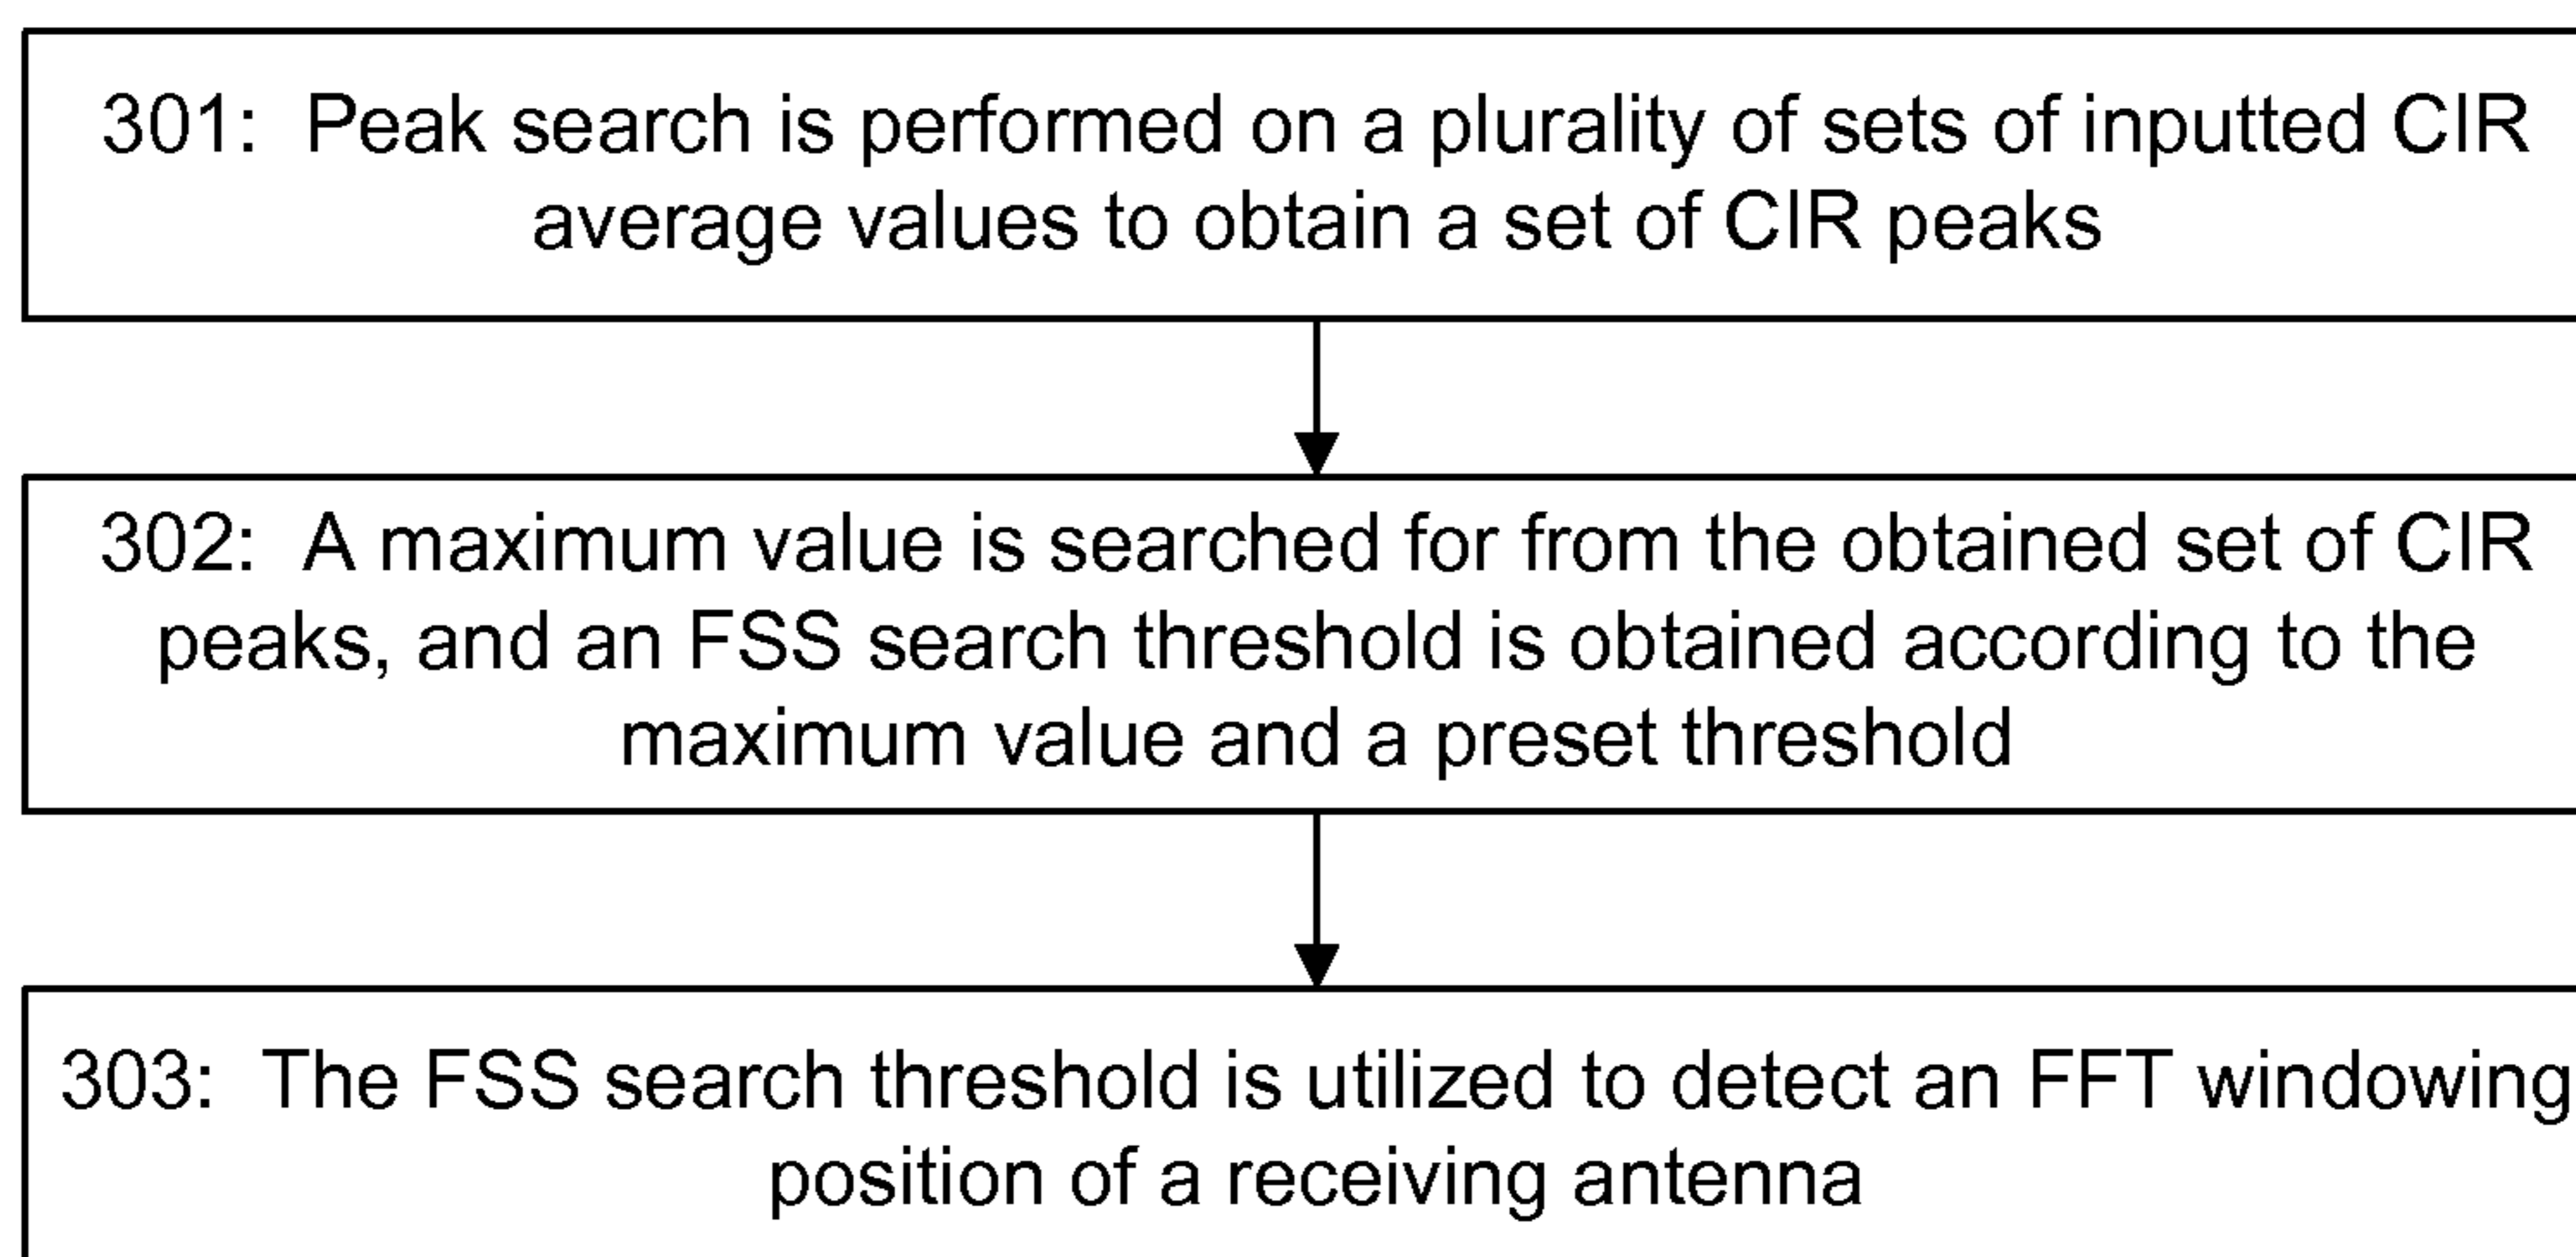 301: Peak search is performed on a plurality of sets of inputted CIR
average values to obtain a set of CIR peaks
302: A maximum value is searched for from the obtained set of CIR
peaks, and an FSS search threshold is obtained according to the
maximum value and a preset threshold
303: The FSS search threshold is utilized to detect an FFT windowing
position of a receiving antenna